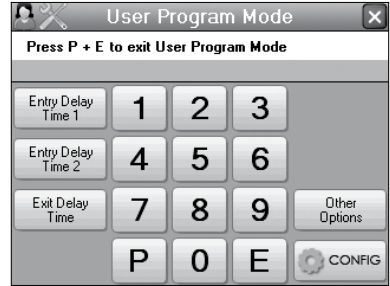 User Program Mode
Press P + E to exit User Program Mode
Entry Delay
Time 1
1 2 3
Entry Delay
Time 2
4 5 6
Exit Delay
Time
7 8 9
Other
Options
P 0 E
CONFIG